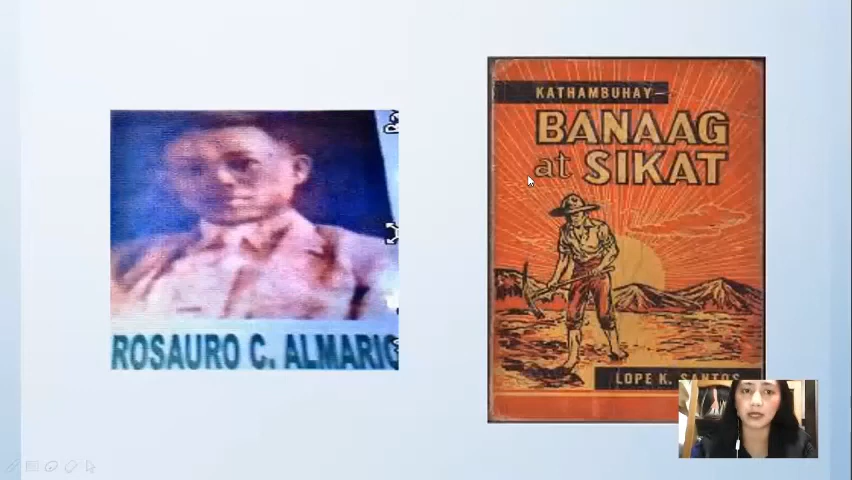 ROSAURO C. ALMARIO
KATHAMBUHAY—
BANAAG
at SIKAT
LOPE K. SANTOS